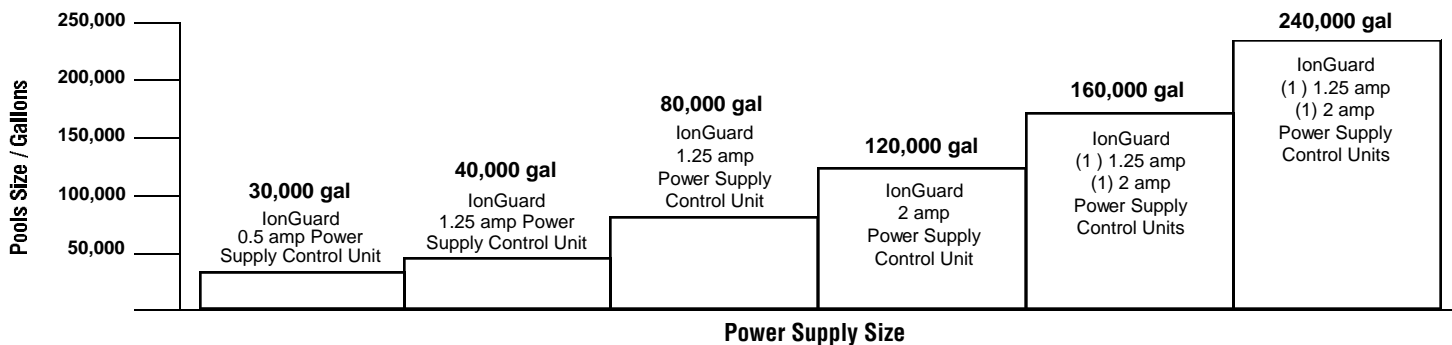 250,000
200,000
150,000
100,000
50,000
Pools Size / Gallons
30,000 gal
IonGuard
0.5 amp Power
Supply Control Unit
40,000 gal
IonGuard
1.25 amp Power
Supply Control Unit
80,000 gal
IonGuard
1.25 amp
Power Supply
Control Unit
120,000 gal
IonGuard
2 amp
Power Supply
Control Unit
160,000 gal
IonGuard
(1 ) 1.25 amp
(1) 2 amp
Power Supply
Control Units
240,000 gal
IonGuard
(1 ) 1.25 amp
(1) 2 amp
Power Supply
Control Units
Power Supply Size